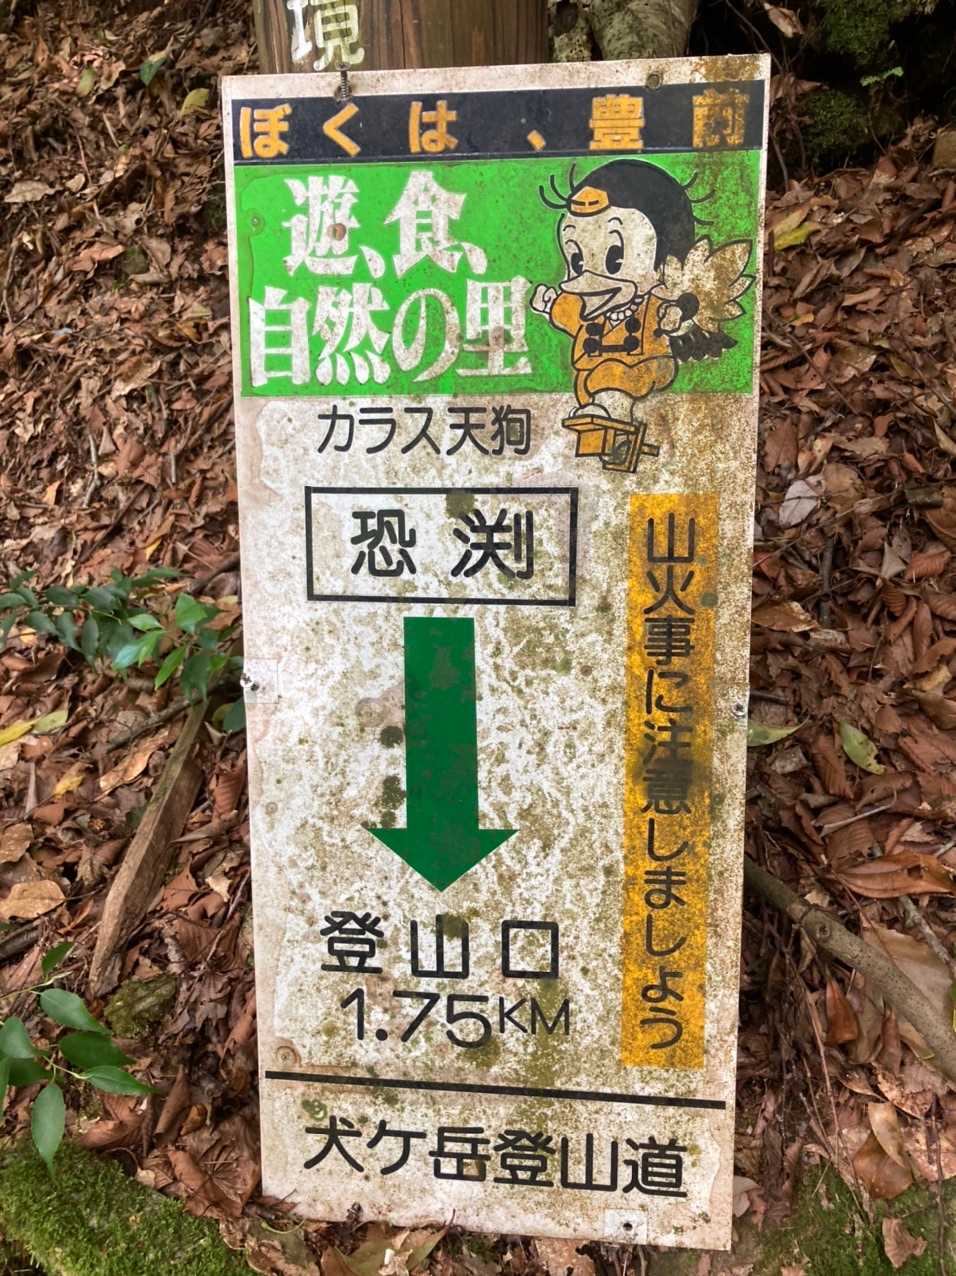 境
ぼくは、豊前
遊、食、
自然の里
カラス天狗
恐渕
山火事に注意しましょう
登山口
1.75KM
犬ケ岳登山道